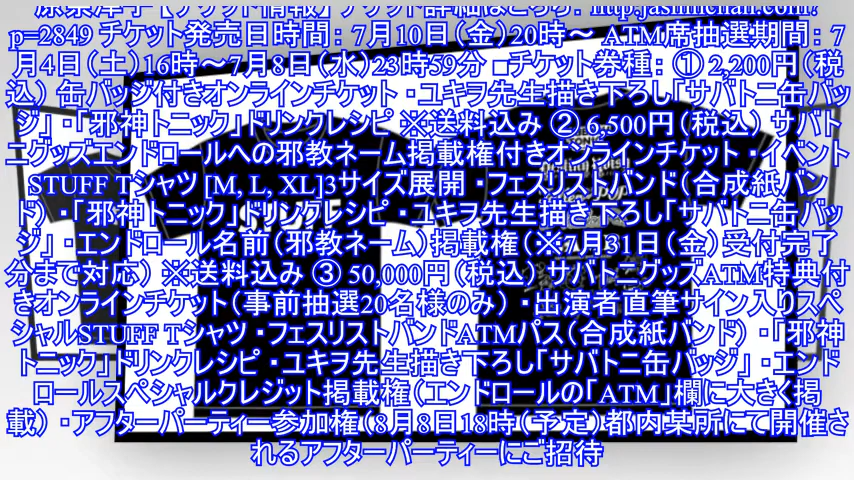 原梨澤子【チケット情報】チケット詳細はこちら: http:jashinchan.com?
p=2849 チケット発売日時間: 7月10日(金)20時〜 ATM席抽選期間: 7
月4日(土)16時〜7月8日(水)23時59分 ■チケット券種: ① 2,200円(税
込) 缶バッジ付きオンラインチケット ・ユキヲ先生描き下ろし「サバトニ缶バッ
ジ」 ・「邪神トニック」ドリンクレシピ ※送料込み ② 6,500円(税込) サバト
ニグッズエンドロールへの邪教ネーム掲載権付きオンラインチケット ・イベント
STUFF Tシャツ [M, L, XL]3サイズ展開 ・フェスリストバンド(合成紙バン
ド) ・「邪神トニック」ドリンクレシピ ・ユキヲ先生描き下ろし「サバトニ缶バッ
ジ」 ・エンドロール名前(邪教ネーム)掲載権(※7月31日(金)受付完了
分まで対応) ※送料込み ③ 50,000円(税込) サバトニグッズATM特典付
きオンラインチケット(事前抽選20名様のみ) ・出演者直筆サイン入りスペ
シャルSTUFF Tシャツ ・フェスリストバンドATMパス(合成紙バンド) ・「邪神
トニック」ドリンクレシピ ・ユキヲ先生描き下ろし「サバトニ缶バッジ」 ・エンド
ロールスペシャルクレジット掲載権(エンドロールの「ATM」欄に大きく掲
載) ・アフターパーティー参加権(8月8日18時(予定)都内某所にて開催さ
れるアフターパーティーにご招待